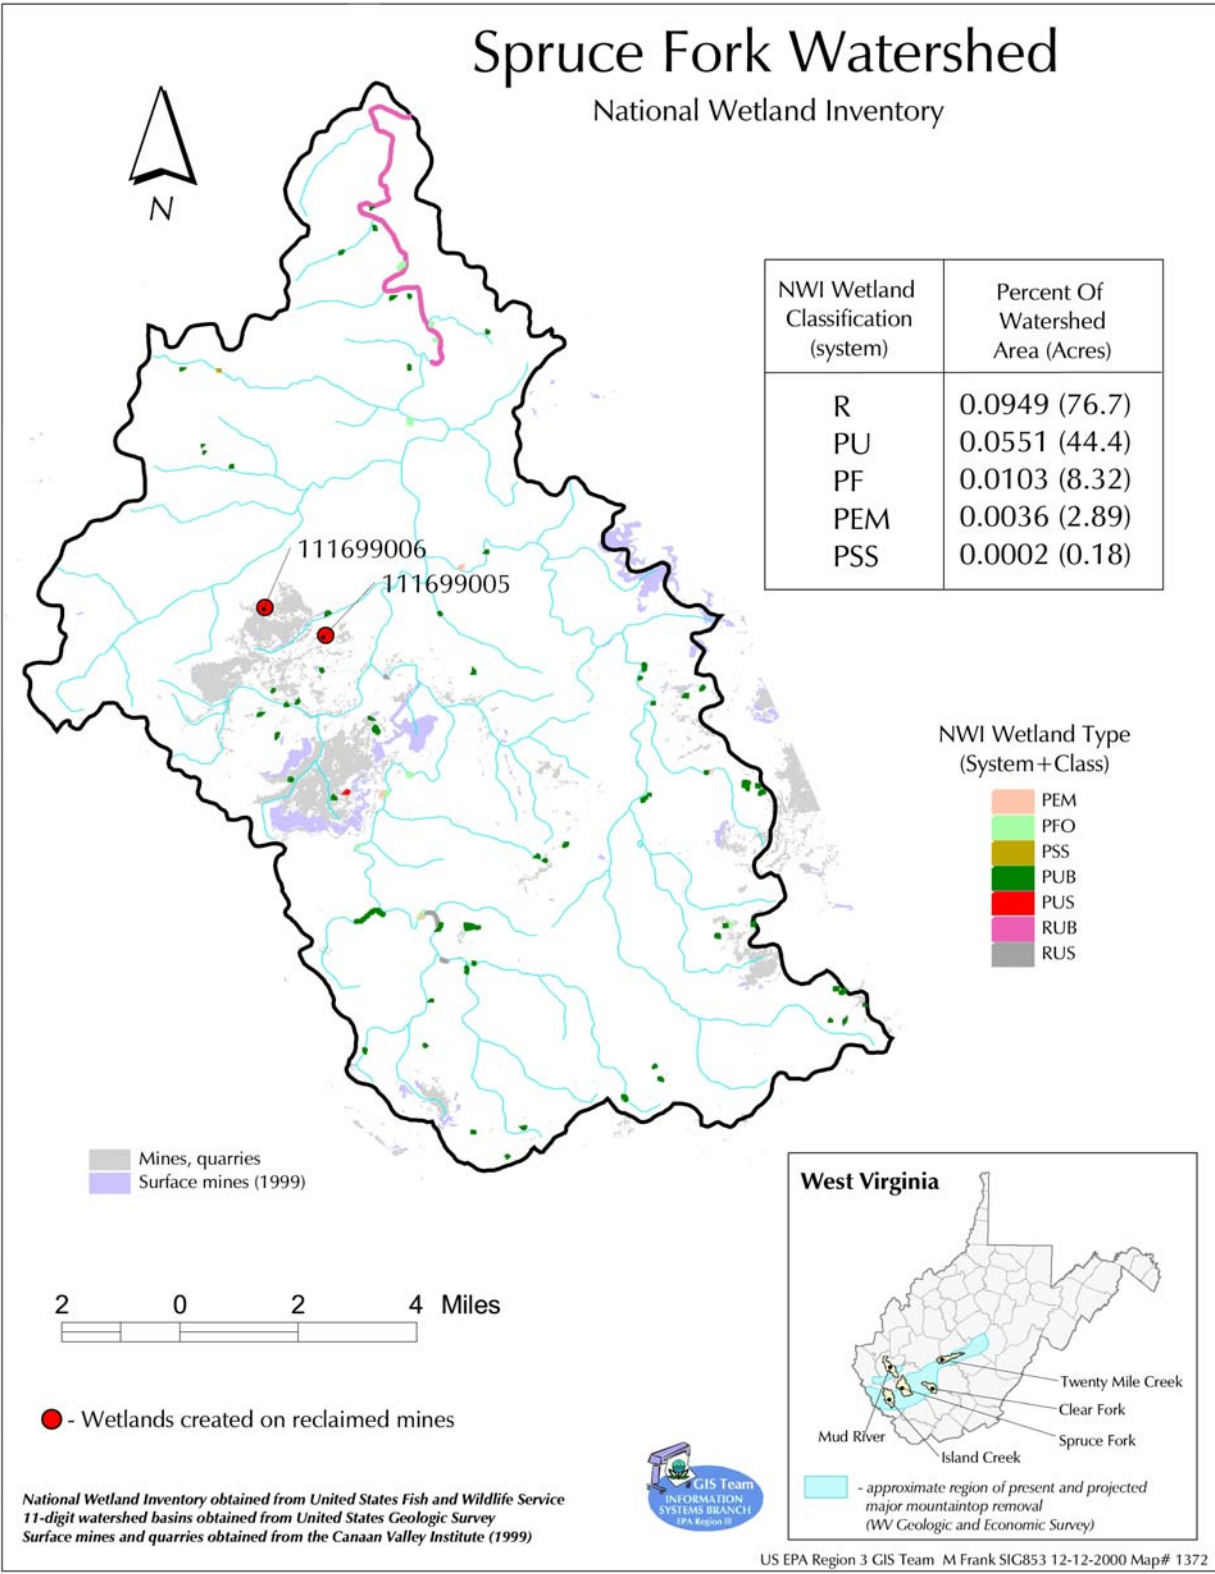 Spruce Fork Watershed
National Wetland Inventory
N
NWI Wetland
Classification
(system)
Percent Of
Watershed
Area (Acres)
R 0.0949 (76.7)
PU 0.0551 (44.4)
PF 0.0103 (8.32)
PEM 0.0036 (2.89)
PSS 0.0002 (0.18)
111699006
111699005
NWI Wetland Type
(System+Class)
PEM
PFO
PSS
PUB
PUS
RUB
RUS
Mines, quarries
Surface mines (1999)
2 0 2 4 Miles
- Wetlands created on reclaimed mines
National Wetland Inventory obtained from United States Fish and Wildlife Service
11-digit watershed basins obtained from United States Geologic Survey
Surface mines and quarries obtained from the Canaan Valley Institute (1999)
GIS Team
INFORMATION
SYSTEMS BRANCH
EPA Region III
West Virginia
Twenty Mile Creek
Clear Fork
Spruce Fork
Mud River
Island Creek
- approximate region of present and projected
major mountaintop removal
(WV Geologic and Economic Survey)
US EPA Region 3 GIS Team M Frank SIG853 12-12-2000 Map# 1372